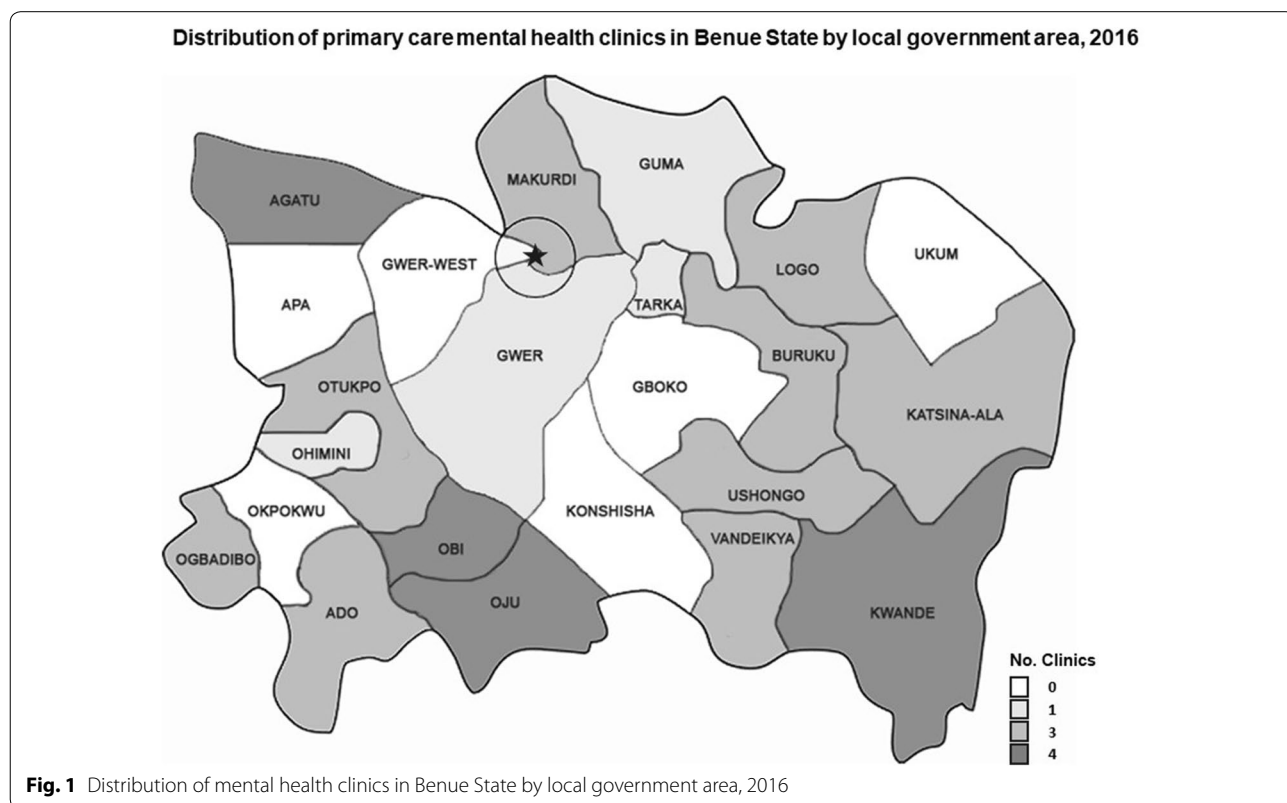 Distribution of primary care mental health clinics in Benue State by local government area, 2016
GUMA
MAKURDI
AGATU
UKUM
GWER-WEST
LOGO
APA
TARKA
GWER
BURUKU
OTUKPO
GBOKO
KATSINA-ALA
OHIMINI
USHONGO
OKPOKWU
KONSHISHA
VANDEIKYA
OBI
OGBADIBO
OJU
ADO
KWANDE
No. Clinics
0
1
3
4
Fig. 1 Distribution of mental health clinics in Benue State by local government area, 2016